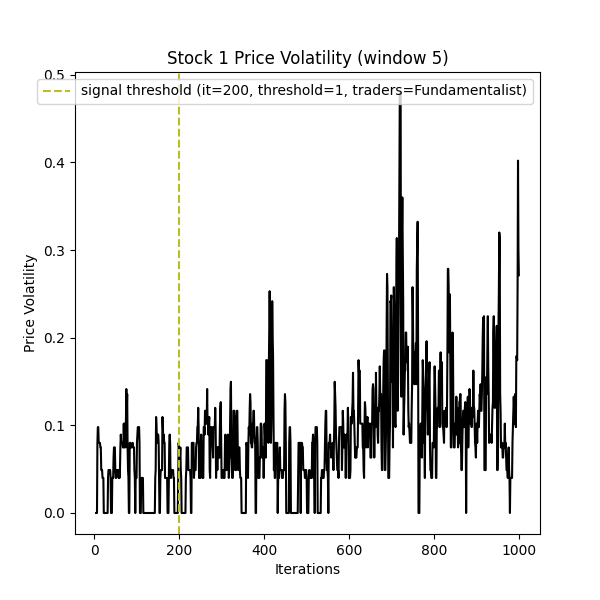 Stock 1 Price Volatility (window 5)
signal threshold (it=200, threshold=1, traders=Fundamentalist)
Price Volatility
0.5
0.4
0.3
0.2
0.1
0.0
0 200 400 600 800 1000
Iterations